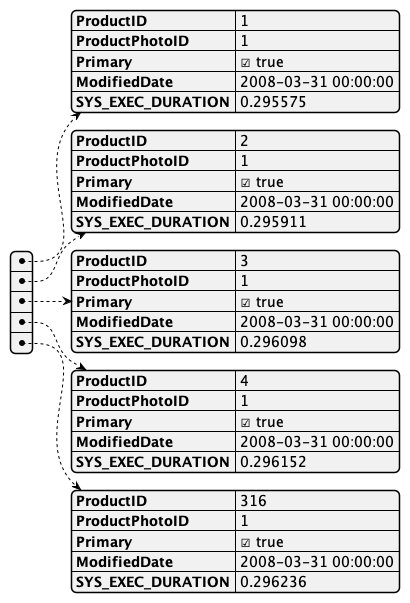 ProductID 1
ProductPhotoID 1
Primary ☑ true
ModifiedDate 2008-03-31 00:00:00
SYS_EXEC_DURATION 0.295575
ProductID 2
ProductPhotoID 1
Primary ☑ true
ModifiedDate 2008-03-31 00:00:00
SYS_EXEC_DURATION 0.295911
ProductID 3
ProductPhotoID 1
Primary ☑ true
ModifiedDate 2008-03-31 00:00:00
SYS_EXEC_DURATION 0.296098
ProductID 4
ProductPhotoID 1
Primary ☑ true
ModifiedDate 2008-03-31 00:00:00
SYS_EXEC_DURATION 0.296152
ProductID 316
ProductPhotoID 1
Primary ☑ true
ModifiedDate 2008-03-31 00:00:00
SYS_EXEC_DURATION 0.296236